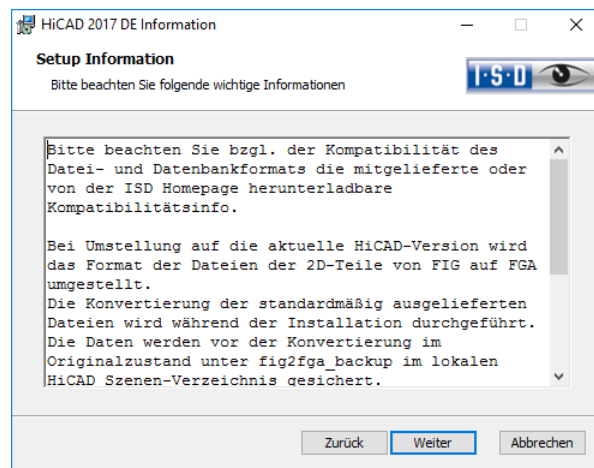 HiCAD 2017 DE Information
Setup Information
Bitte beachten Sie folgende wichtige Informationen
I·S·D
Bitte beachten Sie bzgl. der Kompatibilität des
Datei- und Datenbankformats die mitgelieferte oder
von der ISD Homepage herunterladbare
Kompatibilitätsinfo.
Bei Umstellung auf die aktuelle HiCAD-Version wird
das Format der Dateien der 2D-Teile von FIG auf FGA
umgestellt.
Die Konvertierung der standardmäßig ausgelieferten
Dateien wird während der Installation durchgeführt.
Die Daten werden vor der Konvertierung im
Originalzustand unter fig2fga_backup im lokalen
HiCAD Szenen-Verzeichnis gesichert.
Zurück Weiter Abbrechen